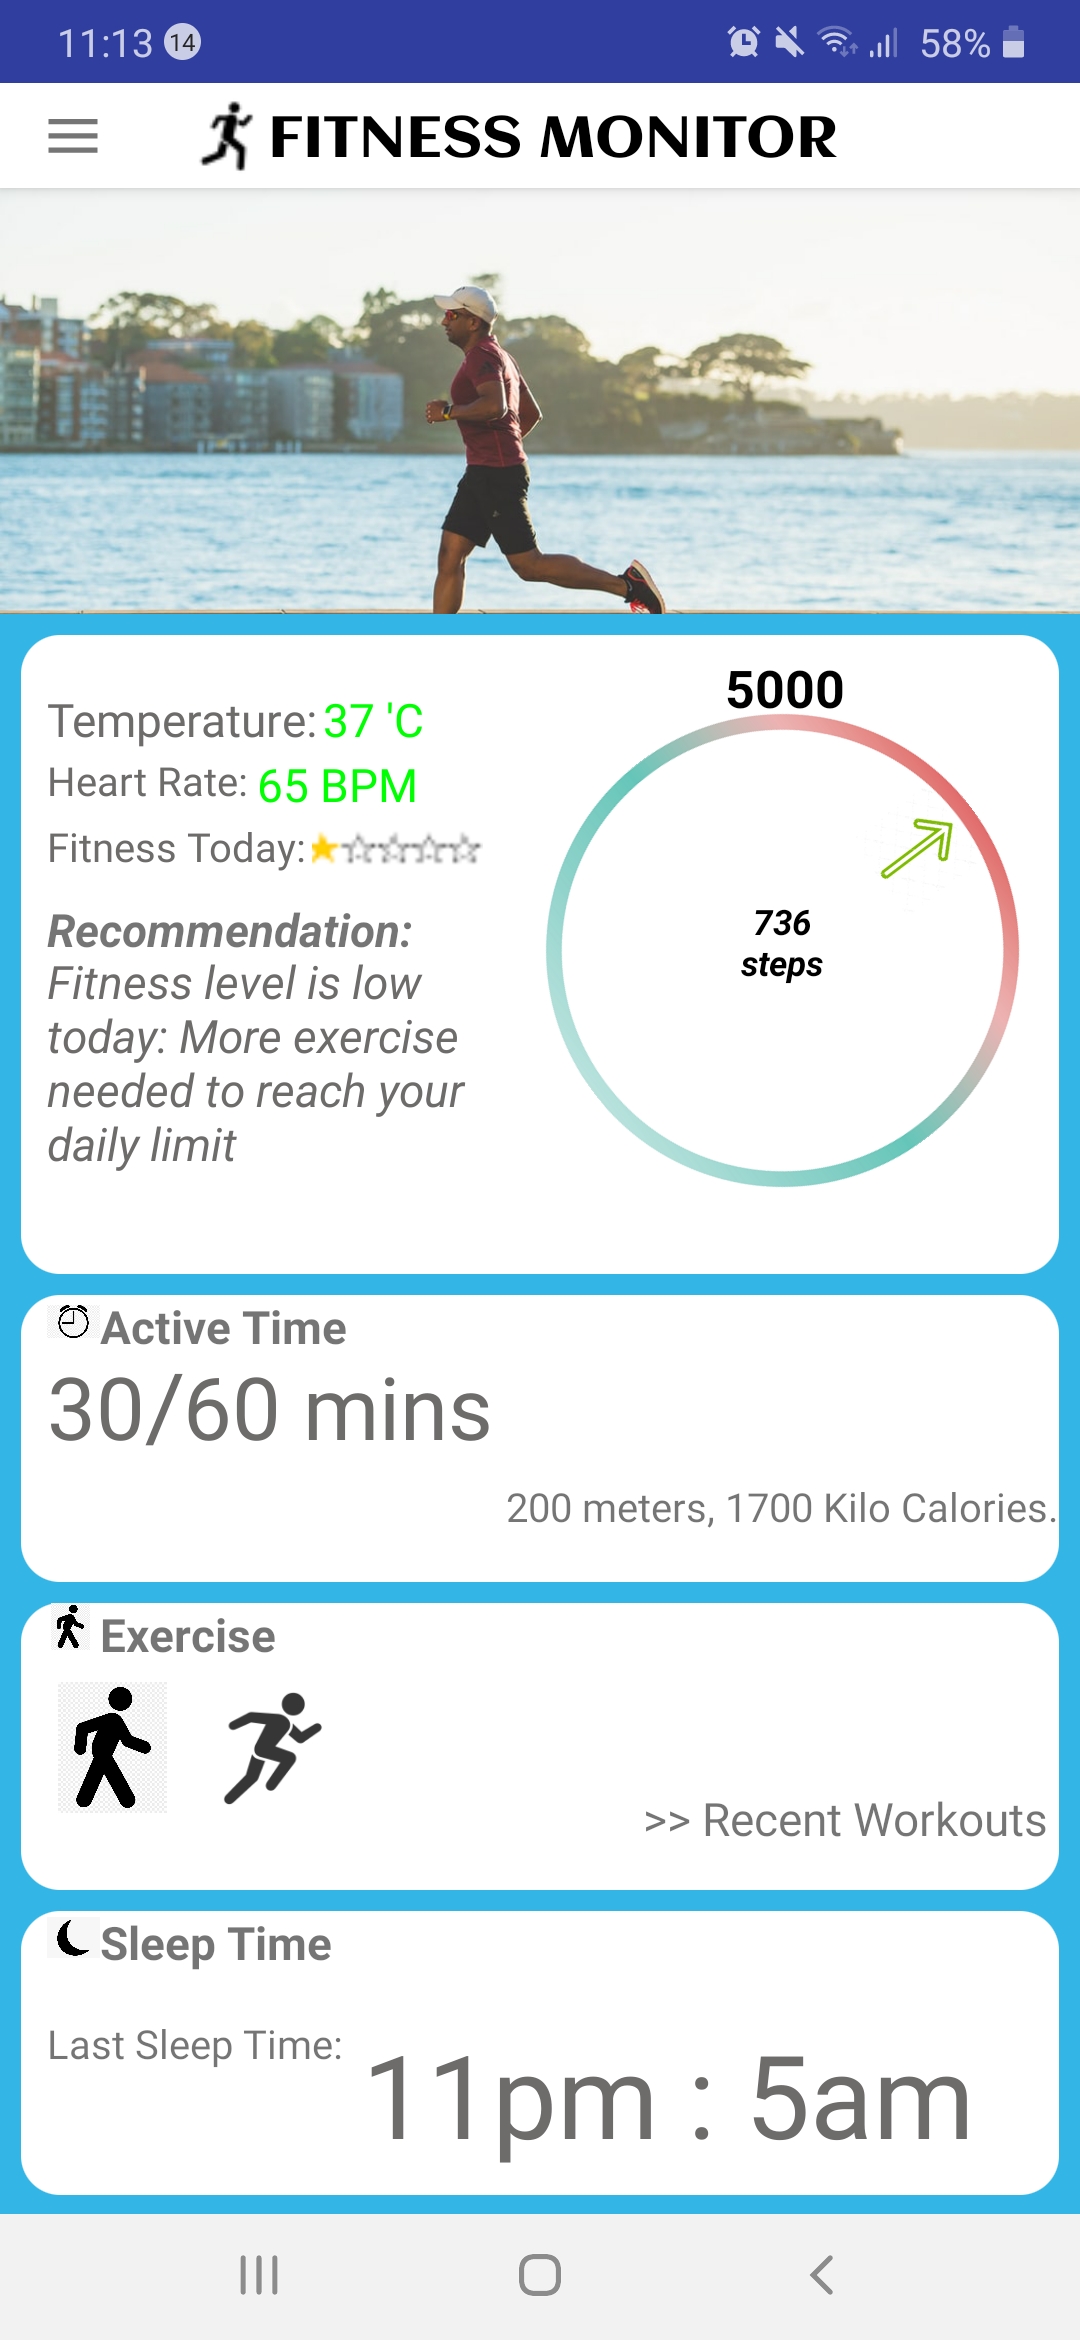 11:13 14 58%
FITNESS MONITOR
5000
Temperature: 37 'C
Heart Rate: 65 BPM
Fitness Today:
736
steps
Recommendation:
Fitness level is low
today: More exercise
needed to reach your
daily limit
Active Time
30/60 mins
200 meters, 1700 Kilo Calories.
Exercise
>> Recent Workouts
Sleep Time
Last Sleep Time: 11pm : 5am